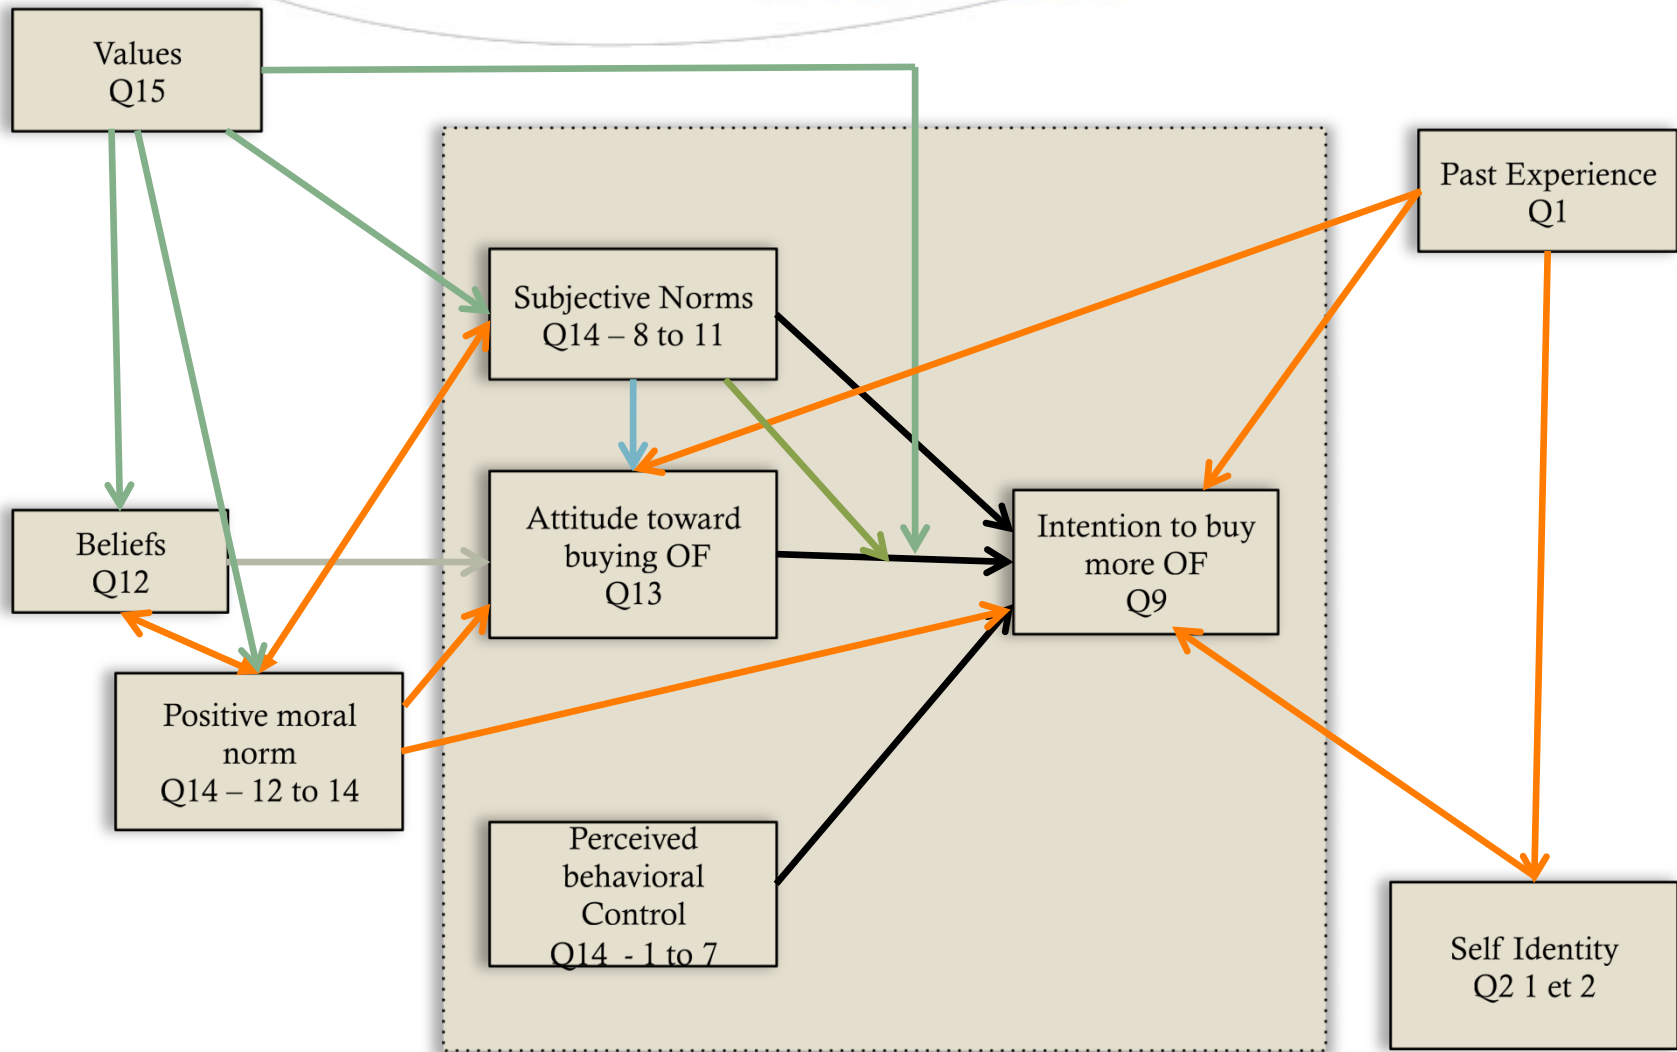 Values
Q15
Past Experience
Q1
Subjective Norms
Q14 – 8 to 11
Attitude toward
buying OF
Q13
Intention to buy
more OF
Q9
Beliefs
Q12
Positive moral
norm
Q14 – 12 to 14
Perceived
behavioral
Control
Q14 - 1 to 7
Self Identity
Q2 1 et 2